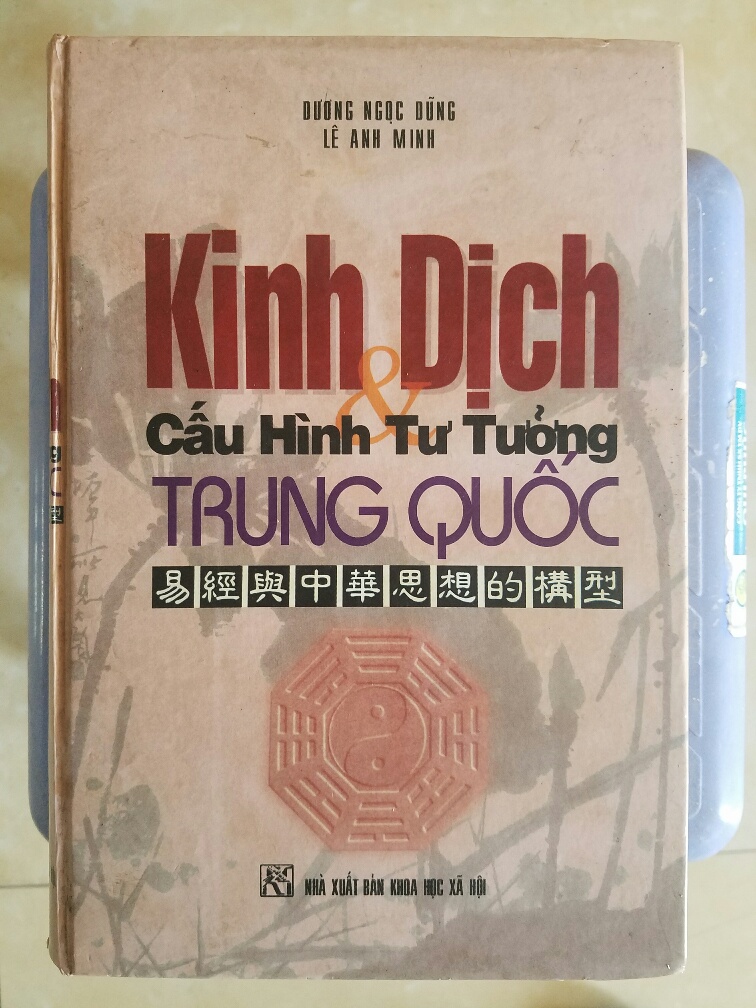 DƯƠNG NGỌC DŨNG
LÊ ANH MINH
Kinh Dịch
&
Cấu Hình Tư Tưởng
TRUNG QUỐC
易經與中華思想的構型
NHÀ XUẤT BẢN KHOA HỌC XÃ HỘI